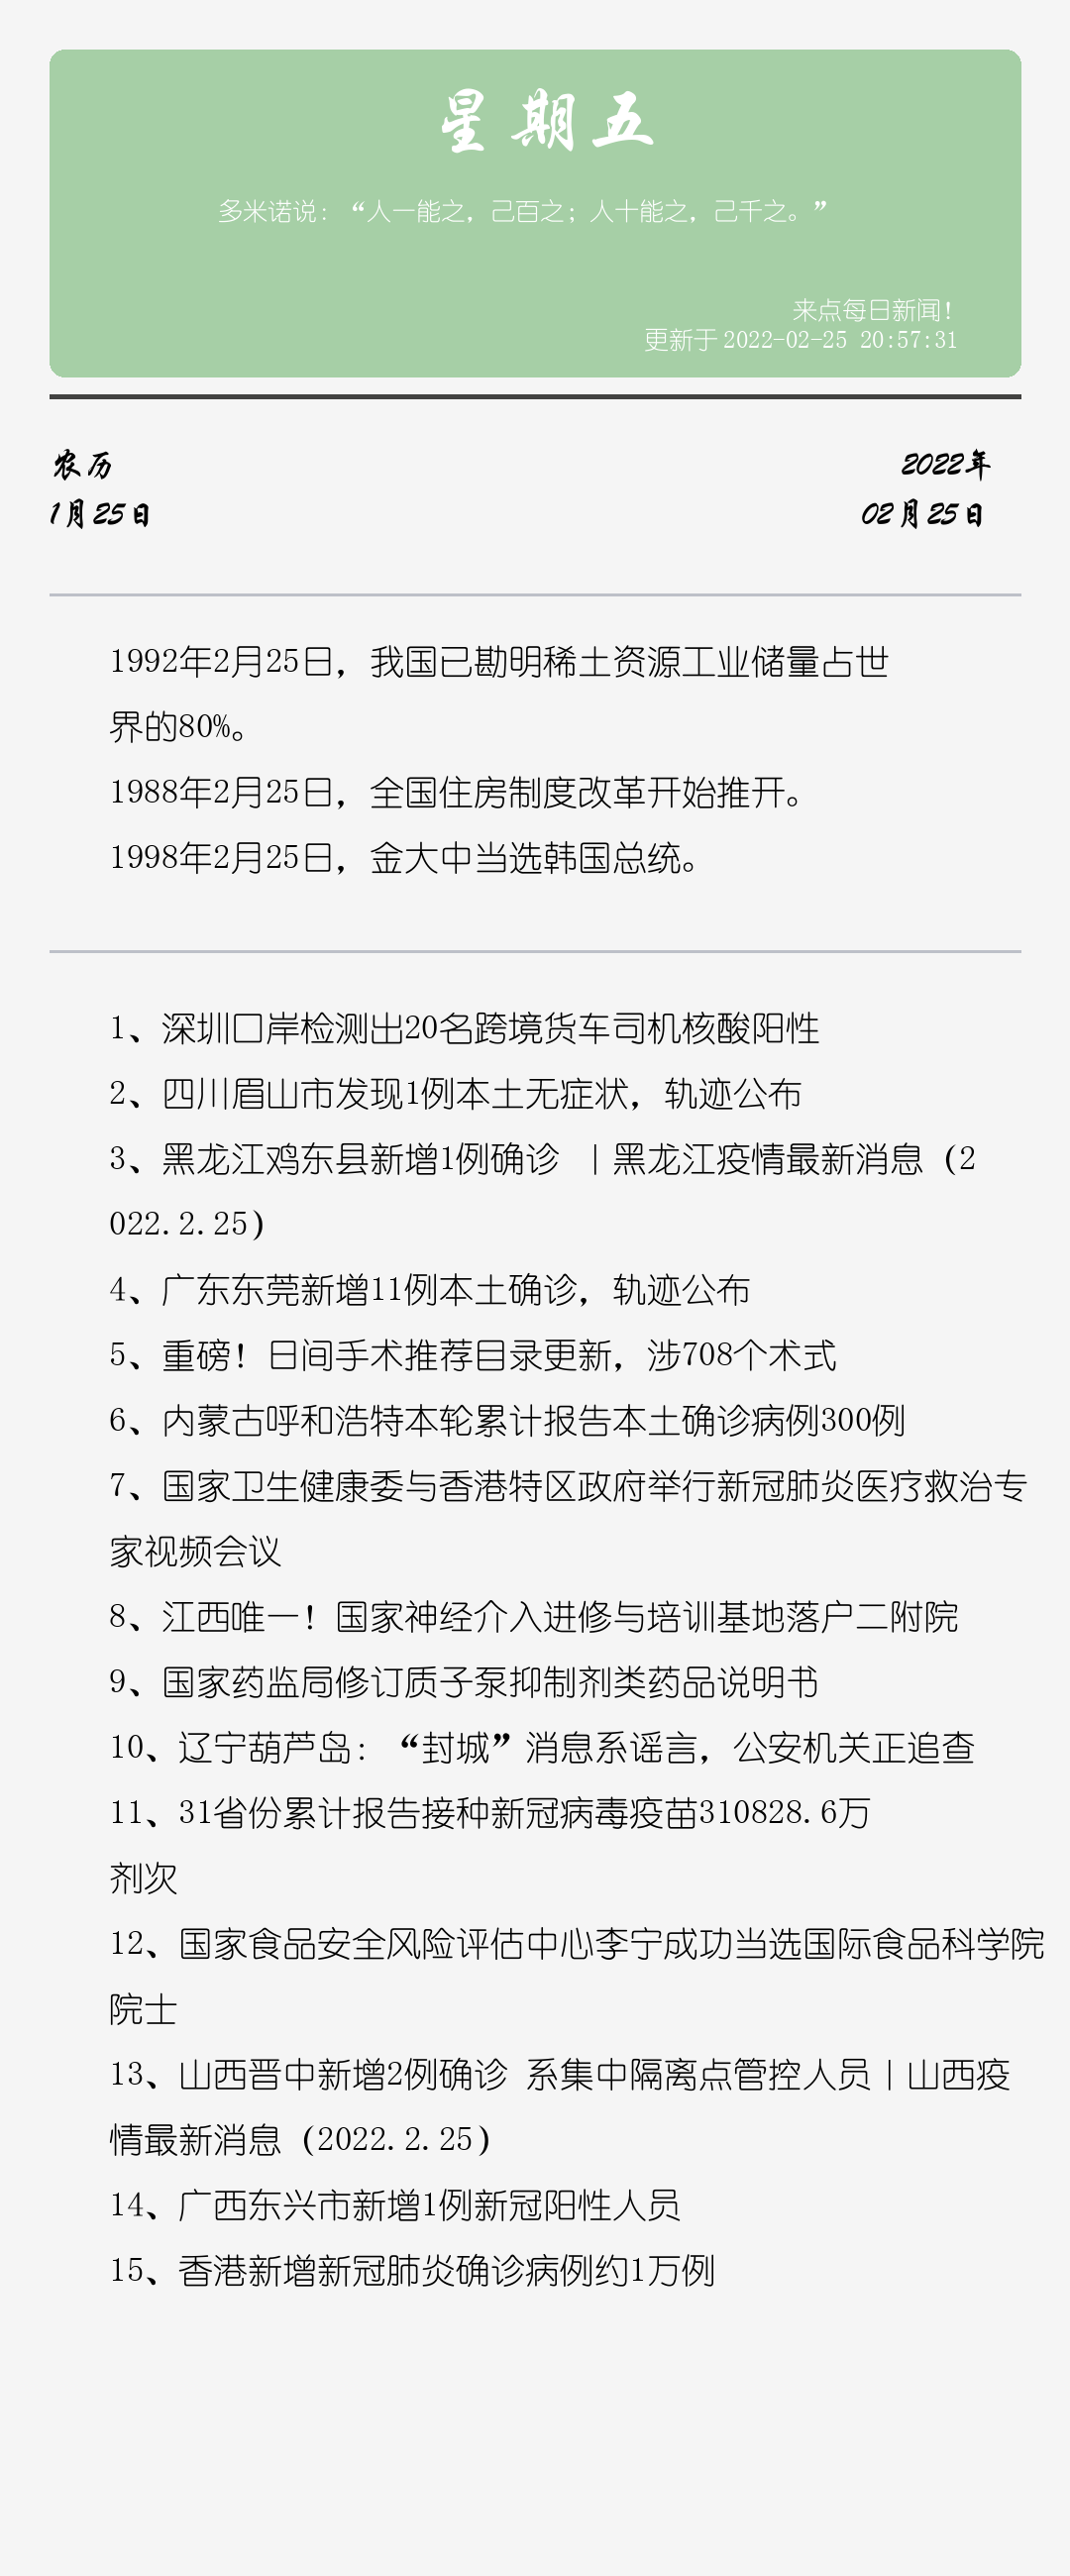 星期五
多米诺说：“人一能之，己百之；人十能之，己千之。”
来点每日新闻！
更新于 2022-02-25 20:57:31
农历
2022年
1月25日
02月25日
1992年2月25日，我国已勘明稀土资源工业储量占世
界的80%。
1988年2月25日，全国住房制度改革开始推开。
1998年2月25日，金大中当选韩国总统。
1、深圳口岸检测出20名跨境货车司机核酸阳性
2、四川眉山市发现1例本土无症状，轨迹公布
3、黑龙江鸡东县新增1例确诊 ｜黑龙江疫情最新消息（2
022.2.25）
4、广东东莞新增11例本土确诊，轨迹公布
5、重磅！日间手术推荐目录更新，涉708个术式
6、内蒙古呼和浩特本轮累计报告本土确诊病例300例
7、国家卫生健康委与香港特区政府举行新冠肺炎医疗救治专
家视频会议
8、江西唯一！国家神经介入进修与培训基地落户二附院
9、国家药监局修订质子泵抑制剂类药品说明书
10、辽宁葫芦岛：“封城”消息系谣言，公安机关正追查
11、31省份累计报告接种新冠病毒疫苗310828.6万
剂次
12、国家食品安全风险评估中心李宁成功当选国际食品科学院
院士
13、山西晋中新增2例确诊 系集中隔离点管控人员｜山西疫
情最新消息（2022.2.25）
14、广西东兴市新增1例新冠阳性人员
15、香港新增新冠肺炎确诊病例约1万例